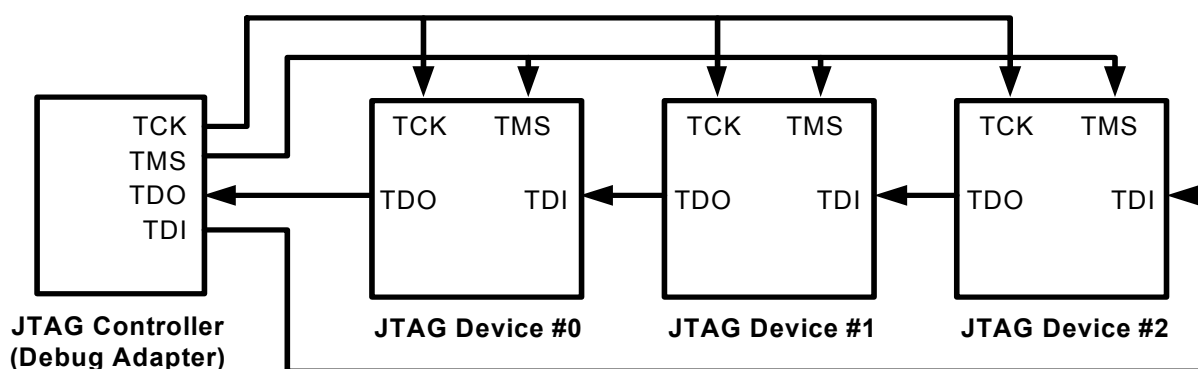 TCK
TMS
TDO
TDI
JTAG Controller
(Debug Adapter)
TCK TMS
TDO TDI
JTAG Device #0
TCK TMS
TDO TDI
JTAG Device #1
TCK TMS
TDO TDI
JTAG Device #2